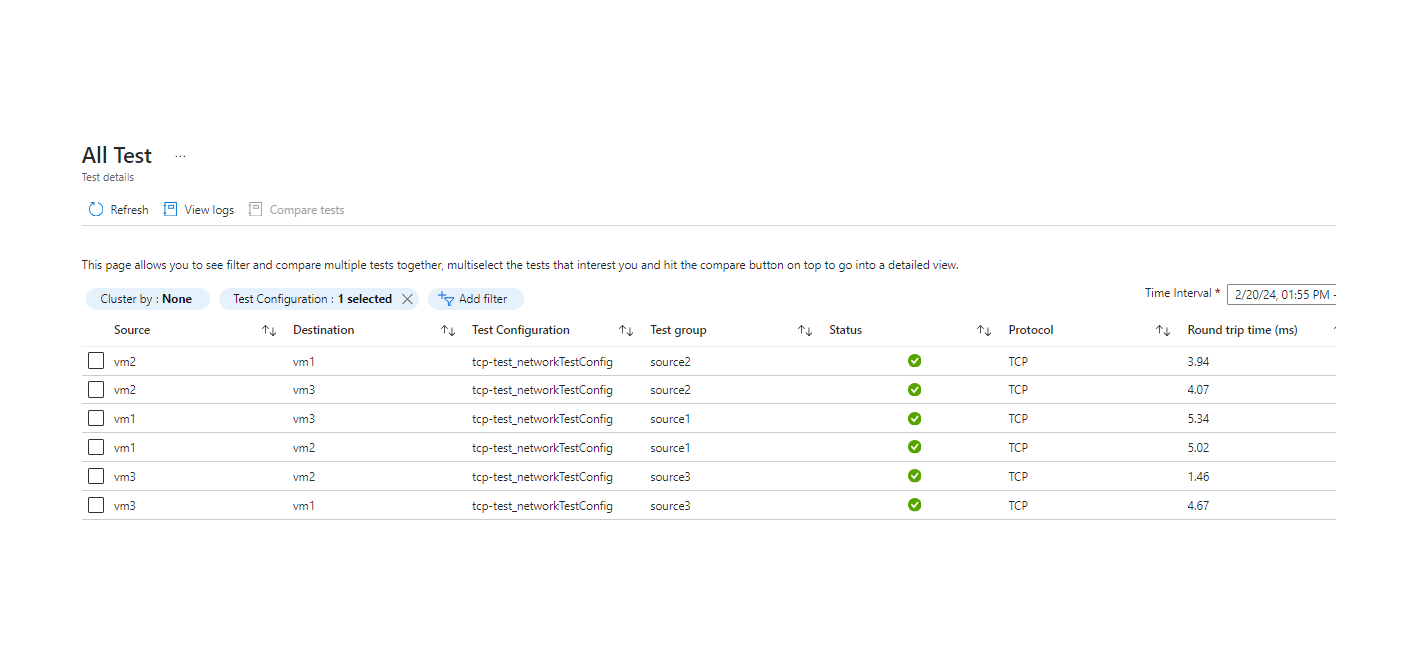 All Test ...
Test details
Refresh View logs Compare tests
This page allows you to see filter and compare multiple tests together, multiselect the tests that interest you and hit the compare button on top to go into a detailed view.
Cluster by : None Test Configuration : 1 selected Add filter Time Interval * 2/20/24, 01:55 PM -
Source Destination Test Configuration Test group Status Protocol Round trip time (ms)
vm2 vm1 tcp-test_networkTestConfig source2 TCP 3.94
vm2 vm3 tcp-test_networkTestConfig source2 TCP 4.07
vm1 vm3 tcp-test_networkTestConfig source1 TCP 5.34
vm1 vm2 tcp-test_networkTestConfig source1 TCP 5.02
vm3 vm2 tcp-test_networkTestConfig source3 TCP 1.46
vm3 vm1 tcp-test_networkTestConfig source3 TCP 4.67